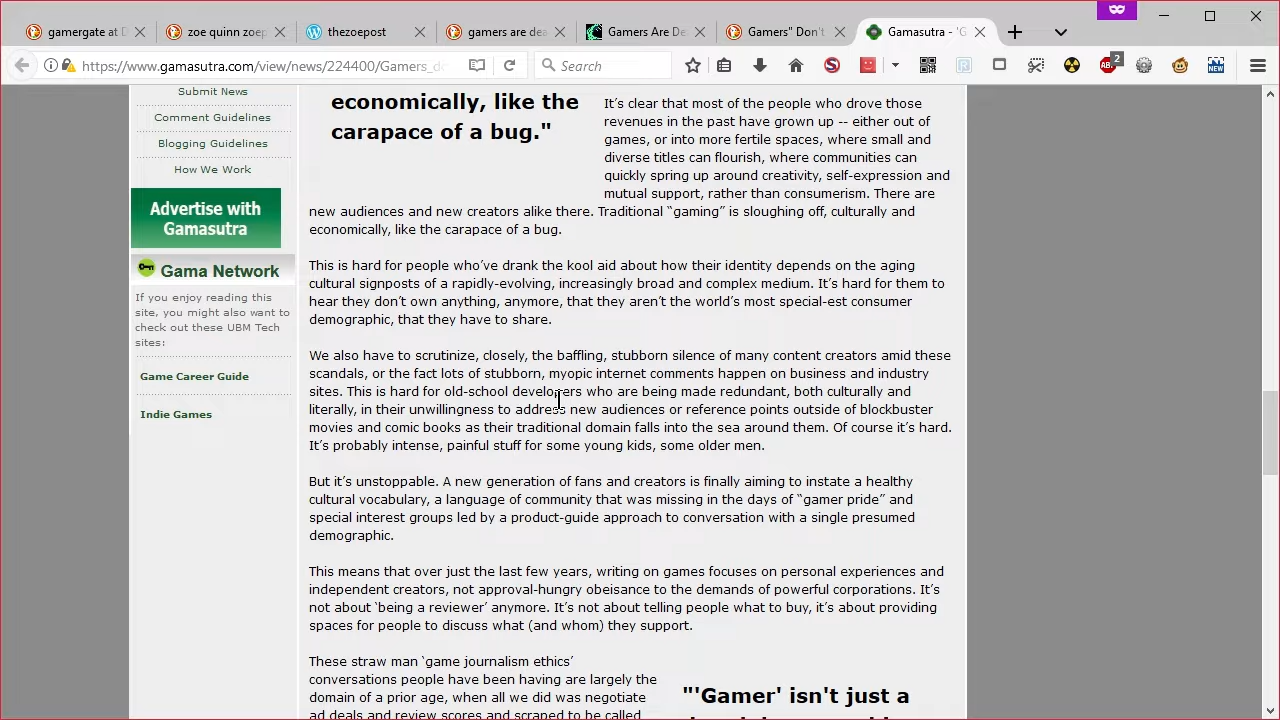 gamergate at D
zoe quinn zoep
thezoepost
gamers are dea
Gamers Are De
Gamers" Don't
Gamasutra - 'G
https://www.gamasutra.com/view/news/224400/Gamers_do
Search
ABP
2
NEW
Submit News
Comment Guidelines
Blogging Guidelines
How We Work
Advertise with
Gamasutra
Gama Network
If you enjoy reading this
site, you might also want to
check out these UBM Tech
sites:
Game Career Guide
Indie Games
economically, like the
carapace of a bug."
It’s clear that most of the people who drove those
revenues in the past have grown up -- either out of
games, or into more fertile spaces, where small and
diverse titles can flourish, where communities can
quickly spring up around creativity, self-expression and
mutual support, rather than consumerism. There are
new audiences and new creators alike there. Traditional “gaming” is sloughing off, culturally and
economically, like the carapace of a bug.
This is hard for people who’ve drank the kool aid about how their identity depends on the aging
cultural signposts of a rapidly-evolving, increasingly broad and complex medium. It’s hard for them to
hear they don’t own anything, anymore, that they aren’t the world’s most special-est consumer
demographic, that they have to share.
We also have to scrutinize, closely, the baffling, stubborn silence of many content creators amid these
scandals, or the fact lots of stubborn, myopic internet comments happen on business and industry
sites. This is hard for old-school developers who are being made redundant, both culturally and
literally, in their unwillingness to address new audiences or reference points outside of blockbuster
movies and comic books as their traditional domain falls into the sea around them. Of course it’s hard.
It’s probably intense, painful stuff for some young kids, some older men.
But it’s unstoppable. A new generation of fans and creators is finally aiming to instate a healthy
cultural vocabulary, a language of community that was missing in the days of “gamer pride” and
special interest groups led by a product-guide approach to conversation with a single presumed
demographic.
This means that over just the last few years, writing on games focuses on personal experiences and
independent creators, not approval-hungry obeisance to the demands of powerful corporations. It’s
not about ‘being a reviewer’ anymore. It’s not about telling people what to buy, it’s about providing
spaces for people to discuss what (and whom) they support.
These straw man ‘game journalism ethics’
conversations people have been having are largely the
domain of a prior age, when all we did was negotiate
ad deals and review scores and scraped to be called
"'Gamer' isn't just a